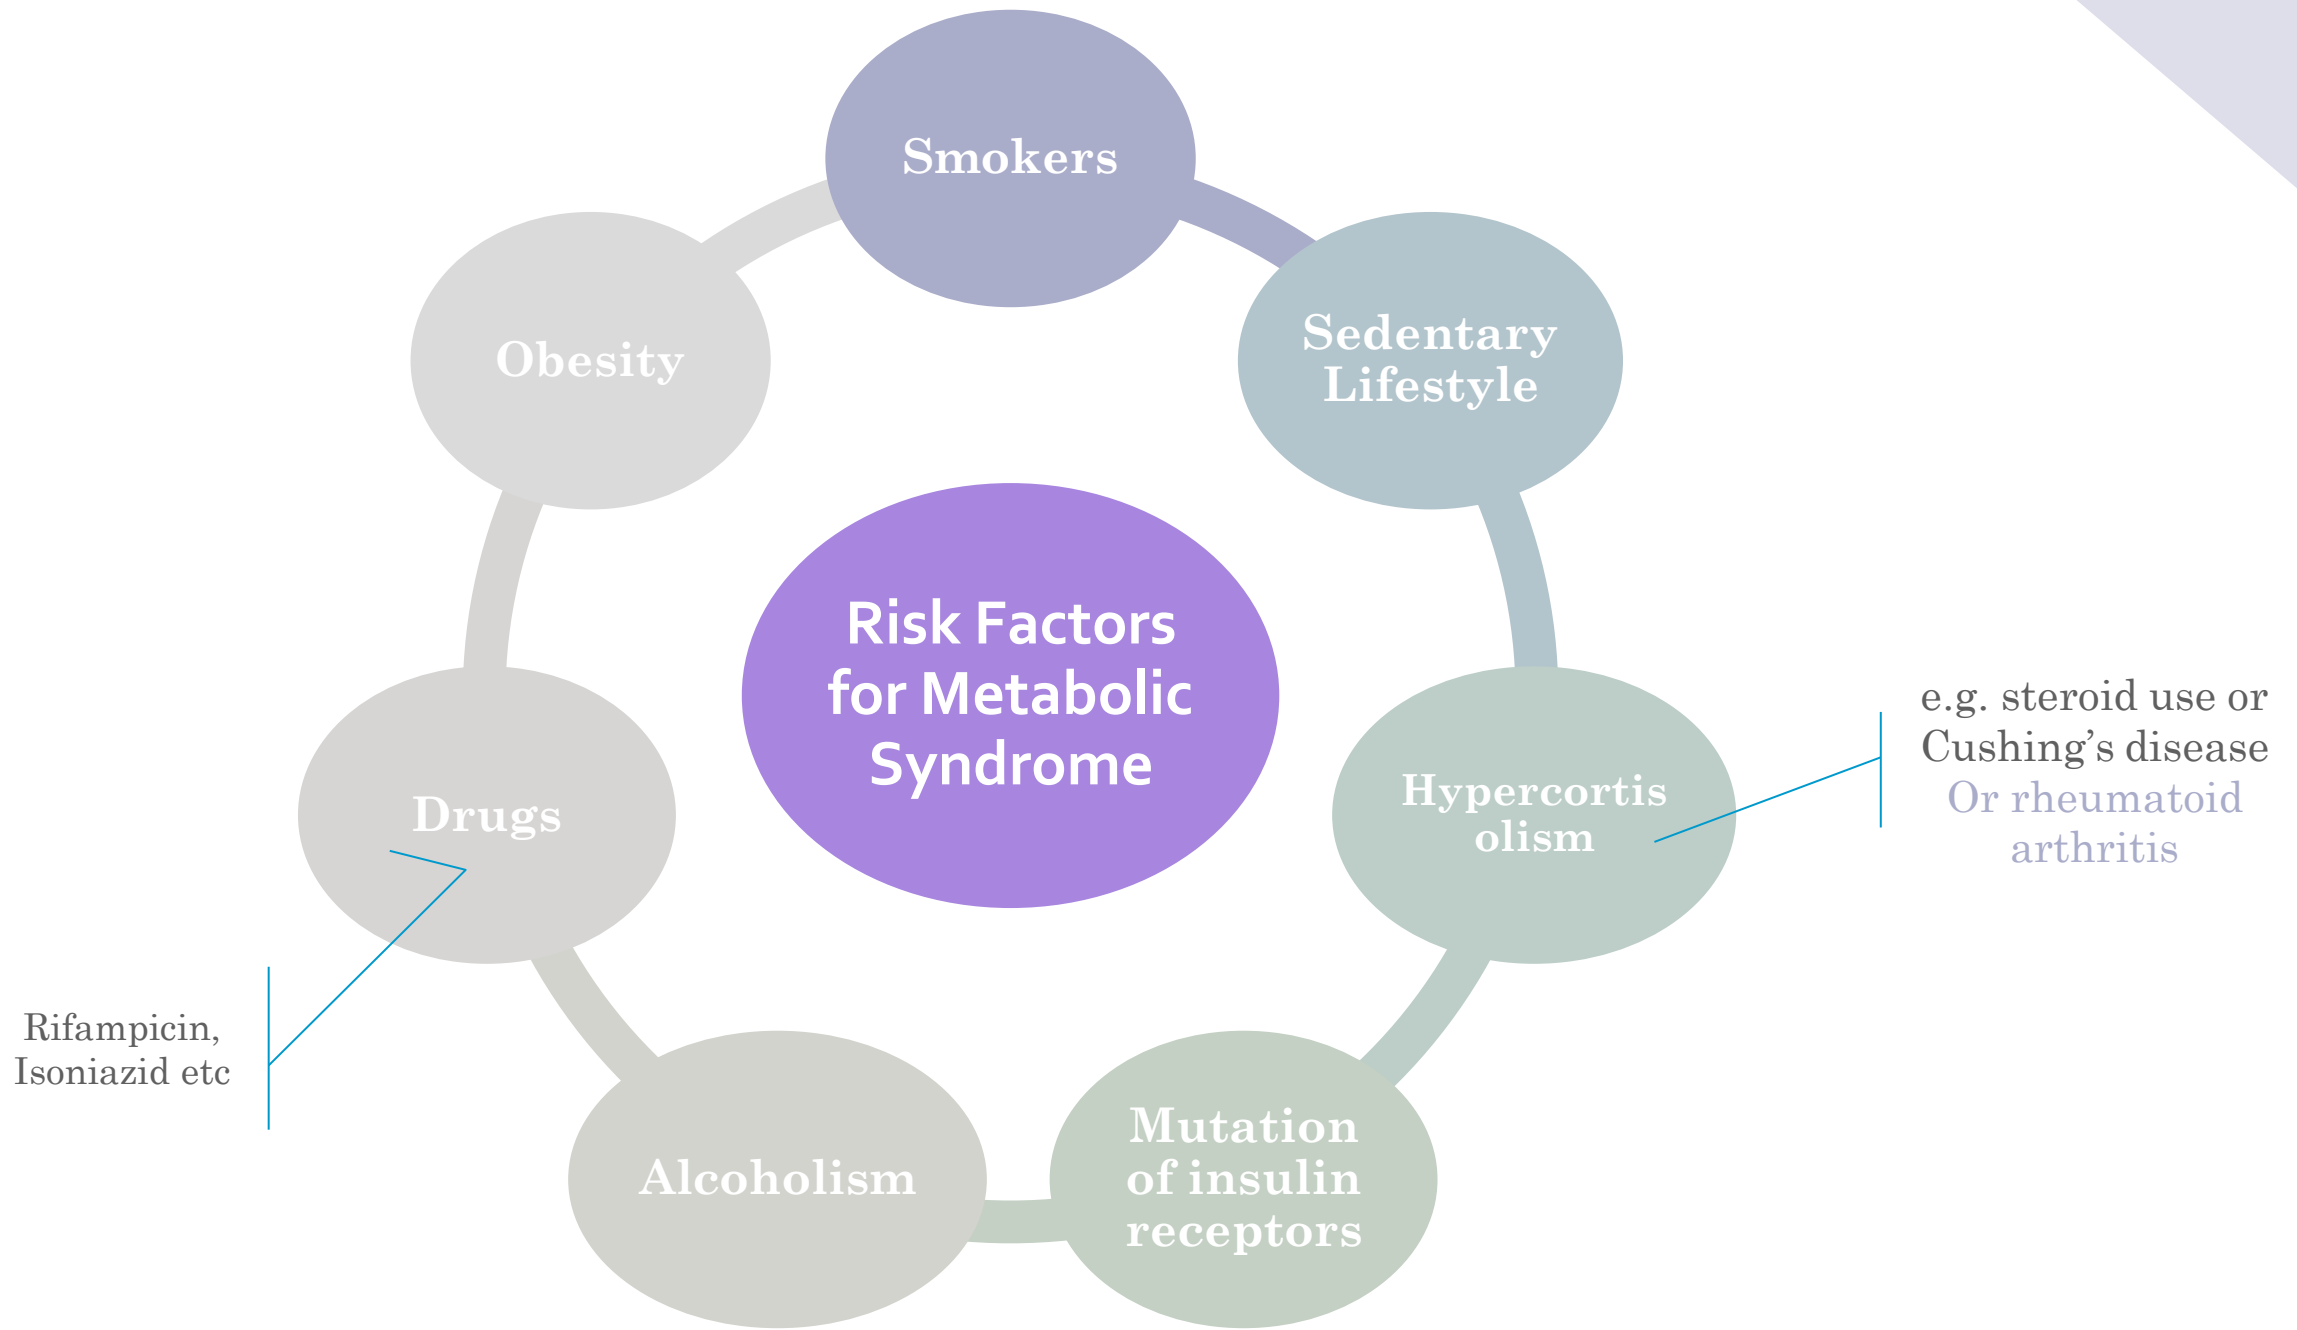 Smokers
Sedentary
Lifestyle
Hypercortis
olism
e.g. steroid use or
Cushing’s disease
Or rheumatoid
arthritis
Mutation
of insulin
receptors
Alcoholism
Drugs
Rifampicin,
Isoniazid etc
Obesity
Risk Factors
for Metabolic
Syndrome